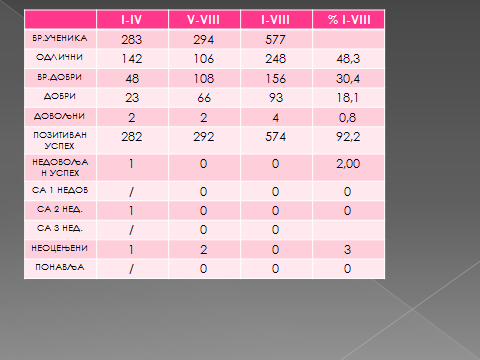 I-IV V-VIII I-VIII % I-VIII
БР.УЧЕНИКА 283 294 577
ОДЛИЧНИ 142 106 248 48,3
ВР.ДОБРИ 48 108 156 30,4
ДОБРИ 23 66 93 18,1
ДОВОЉНИ 2 2 4 0,8
ПОЗИТИВАН 282 292 574 92,2
УСПЕХ
НЕДОВОЉА 1 0 0 2,00
Н УСПЕХ
СА 1 НЕДОВ / 0 0 0
СА 2 НЕД. 1 0 0 0
СА 3 НЕД. / 0 0
НЕОЦЕЊЕНИ 1 2 0 3
ПОНАВЉА / 0 0 0